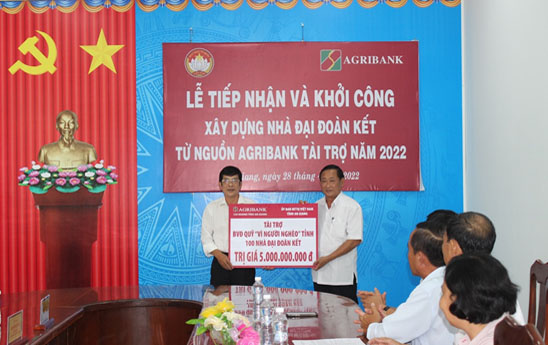 AGRIBANK
LỄ TIẾP NHẬN VÀ KHỞI CÔNG
XÂY DỰNG NHÀ ĐẠI ĐOÀN KẾT
TỪ NGUỒN AGRIBANK TÀI TRỢ NĂM 2022
Giang, ngày 28 tháng 2022
AGRIBANK
TÀI TRỢ
BVĐ QUỸ "VÌ NGƯỜI NGHÈO" TỈNH
100 NHÀ ĐẠI ĐOÀN KẾT
TRỊ GIÁ 5.000.000.000 đ